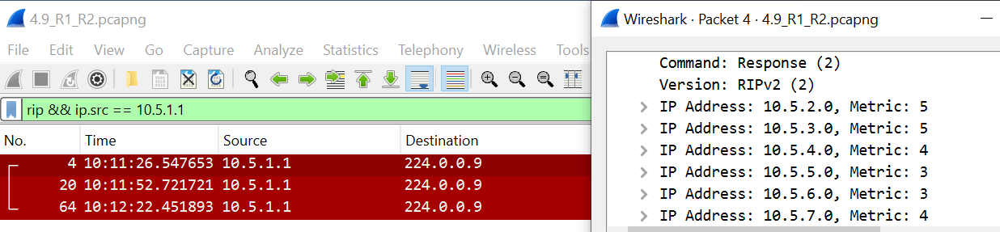 4.9_R1_R2.pcapng
File Edit View Go Capture Analyze Statistics Telephony Wireless Tools
rip && ip.src == 10.5.1.1
No. Time Source Destination
4 10:11:26.547653 10.5.1.1 224.0.0.9
20 10:11:52.721721 10.5.1.1 224.0.0.9
64 10:12:22.451893 10.5.1.1 224.0.0.9
Wireshark · Packet 4 · 4.9_R1_R2.pcapng
Command: Response (2)
Version: RIPv2 (2)
IP Address: 10.5.2.0, Metric: 5
IP Address: 10.5.3.0, Metric: 5
IP Address: 10.5.4.0, Metric: 4
IP Address: 10.5.5.0, Metric: 3
IP Address: 10.5.6.0, Metric: 3
IP Address: 10.5.7.0, Metric: 4